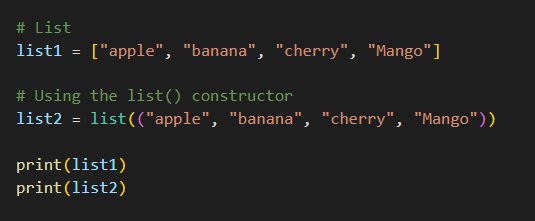 # List
list1 = ["apple", "banana", "cherry", "Mango"]
# Using the list() constructor
list2 = list(("apple", "banana", "cherry", "Mango"))
print(list1)
print(list2)